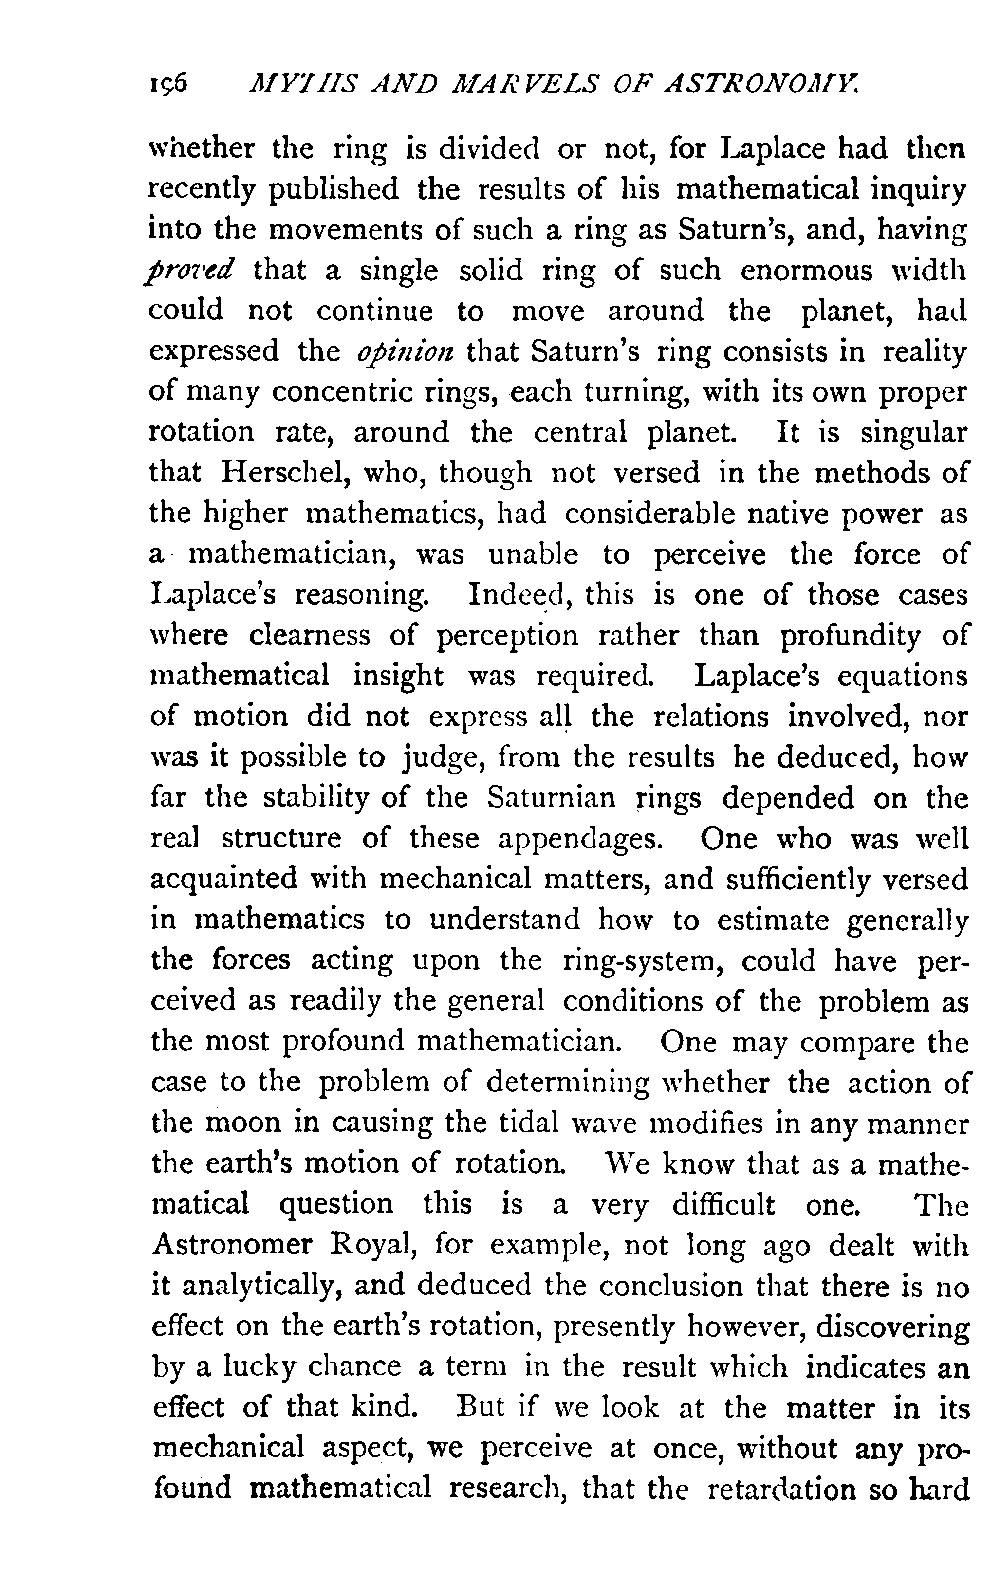 196 MYTHS AND MARVELS OF ASTRONOMY.
whether the ring is divided or not, for Laplace had then
recently published the results of his mathematical inquiry
into the movements of such a ring as Saturn's, and, having
proved that a single solid ring of such enormous width
could not continue to move around the planet, had
expressed the opinion that Saturn's ring consists in reality
of many concentric rings, each turning, with its own proper
rotation rate, around the central planet. It is singular
that Herschel, who, though not versed in the methods of
the higher mathematics, had considerable native power as
a mathematician, was unable to perceive the force of
Laplace's reasoning. Indeed, this is one of those cases
where clearness of perception rather than profundity of
mathematical insight was required. Laplace's equations
of motion did not express all the relations involved, nor
was it possible to judge, from the results he deduced, how
far the stability of the Saturnian rings depended on the
real structure of these appendages. One who was well
acquainted with mechanical matters, and sufficiently versed
in mathematics to understand how to estimate generally
the forces acting upon the ring-system, could have per-
ceived as readily the general conditions of the problem as
the most profound mathematician. One may compare the
case to the problem of determining whether the action of
the moon in causing the tidal wave modifies in any manner
the earth's motion of rotation. We know that as a mathe-
matical question this is a very difficult one. The
Astronomer Royal, for example, not long ago dealt with
it analytically, and deduced the conclusion that there is no
effect on the earth's rotation, presently however, discovering
by a lucky chance a term in the result which indicates an
effect of that kind. But if we look at the matter in its
mechanical aspect, we perceive at once, without any pro-
found mathematical research, that the retardation so hard